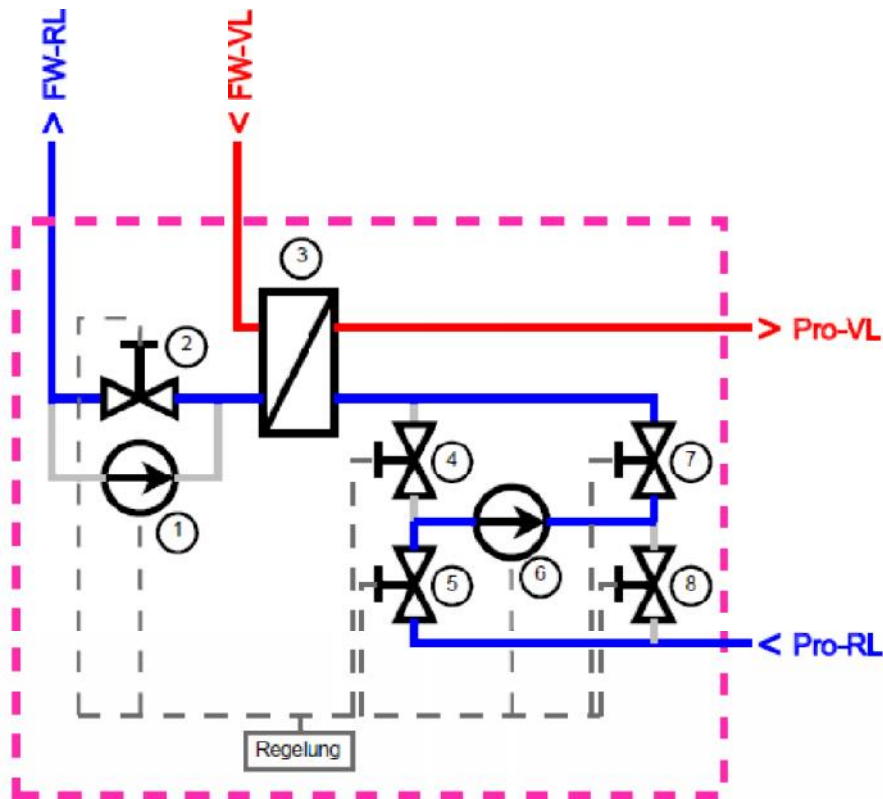 > FW-RL
< FW-VL
3
2
> Pro-VL
4
7
1
6
5
8
< Pro-RL
Regelung